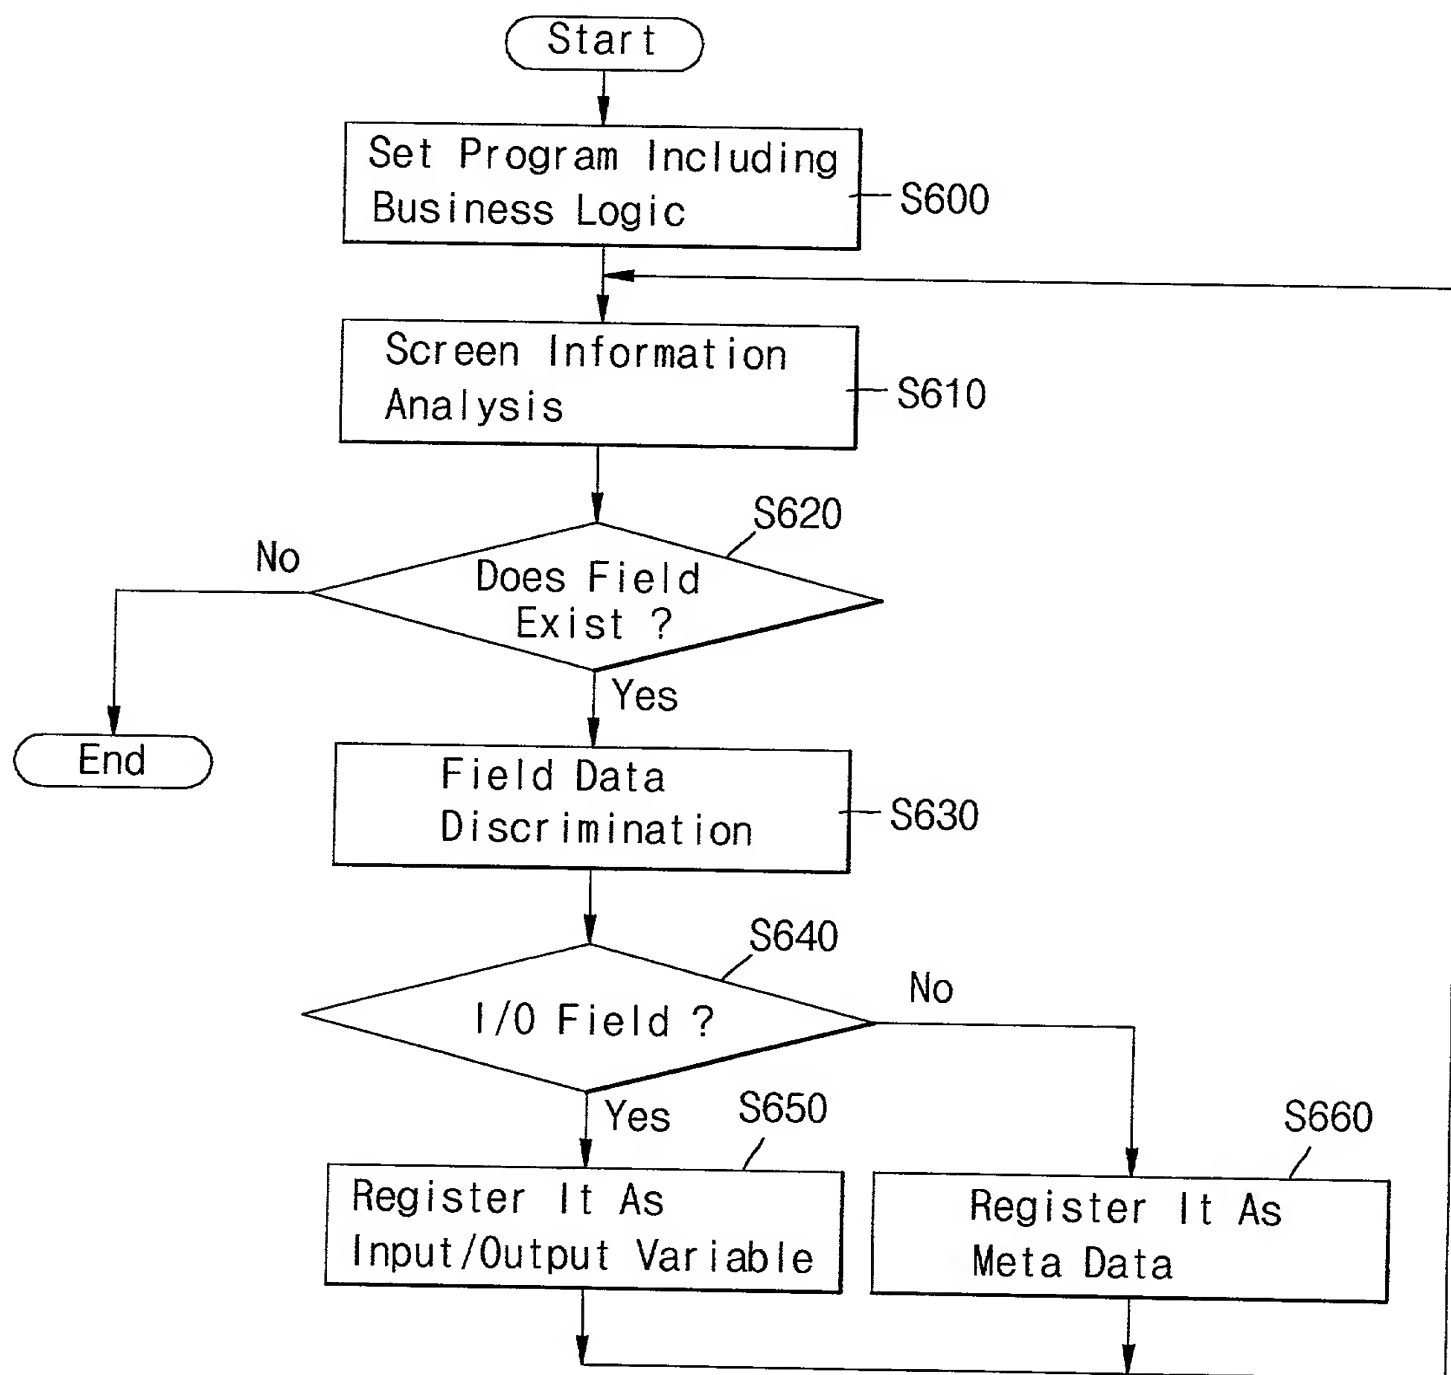 Start
Set Program Including
Business Logic
S600
Screen Information
Analysis
S610
S620
No
Does Field
Exist ?
Yes
End
Field Data
Discrimination
S630
S640
No
I/O Field ?
Yes
S650
S660
Register It As
Input/Output Variable
Register It As
Meta Data